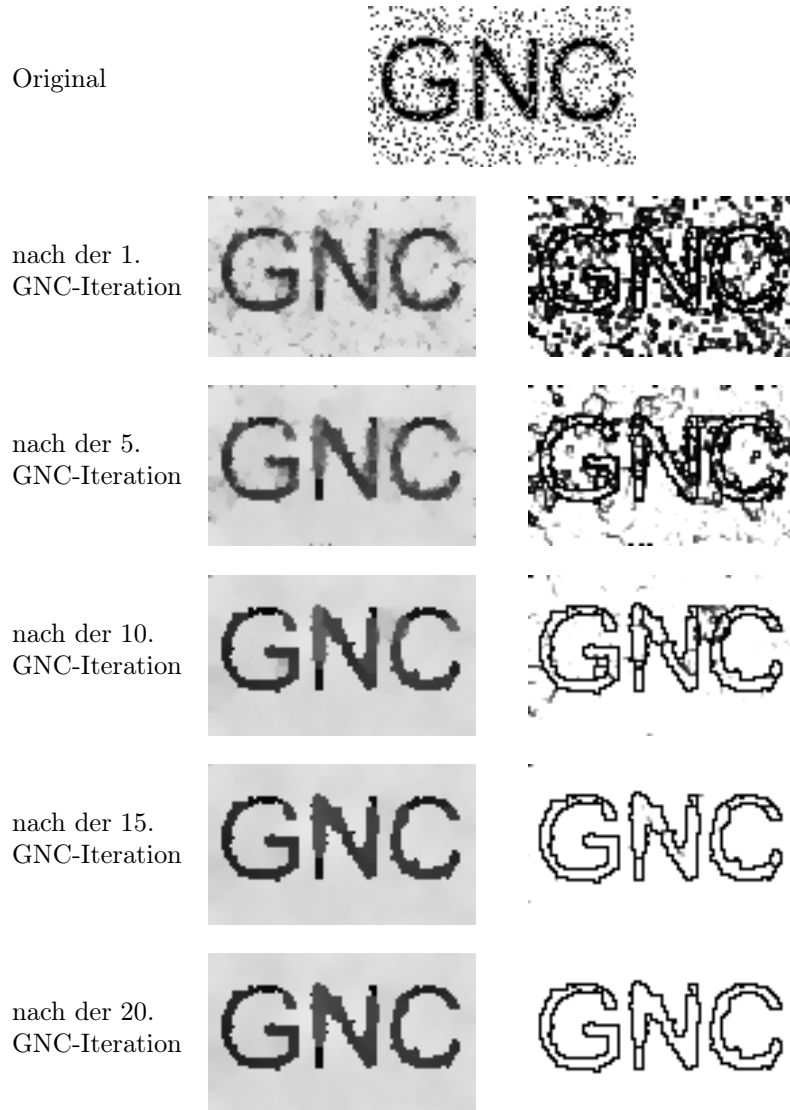 Original
GNC
nach der 1.
GNC-Iteration
GNC
GNC
nach der 5.
GNC-Iteration
GNC
GNC
nach der 10.
GNC-Iteration
GNC
GNC
nach der 15.
GNC-Iteration
GNC
GNC
nach der 20.
GNC-Iteration
GNC
GNC